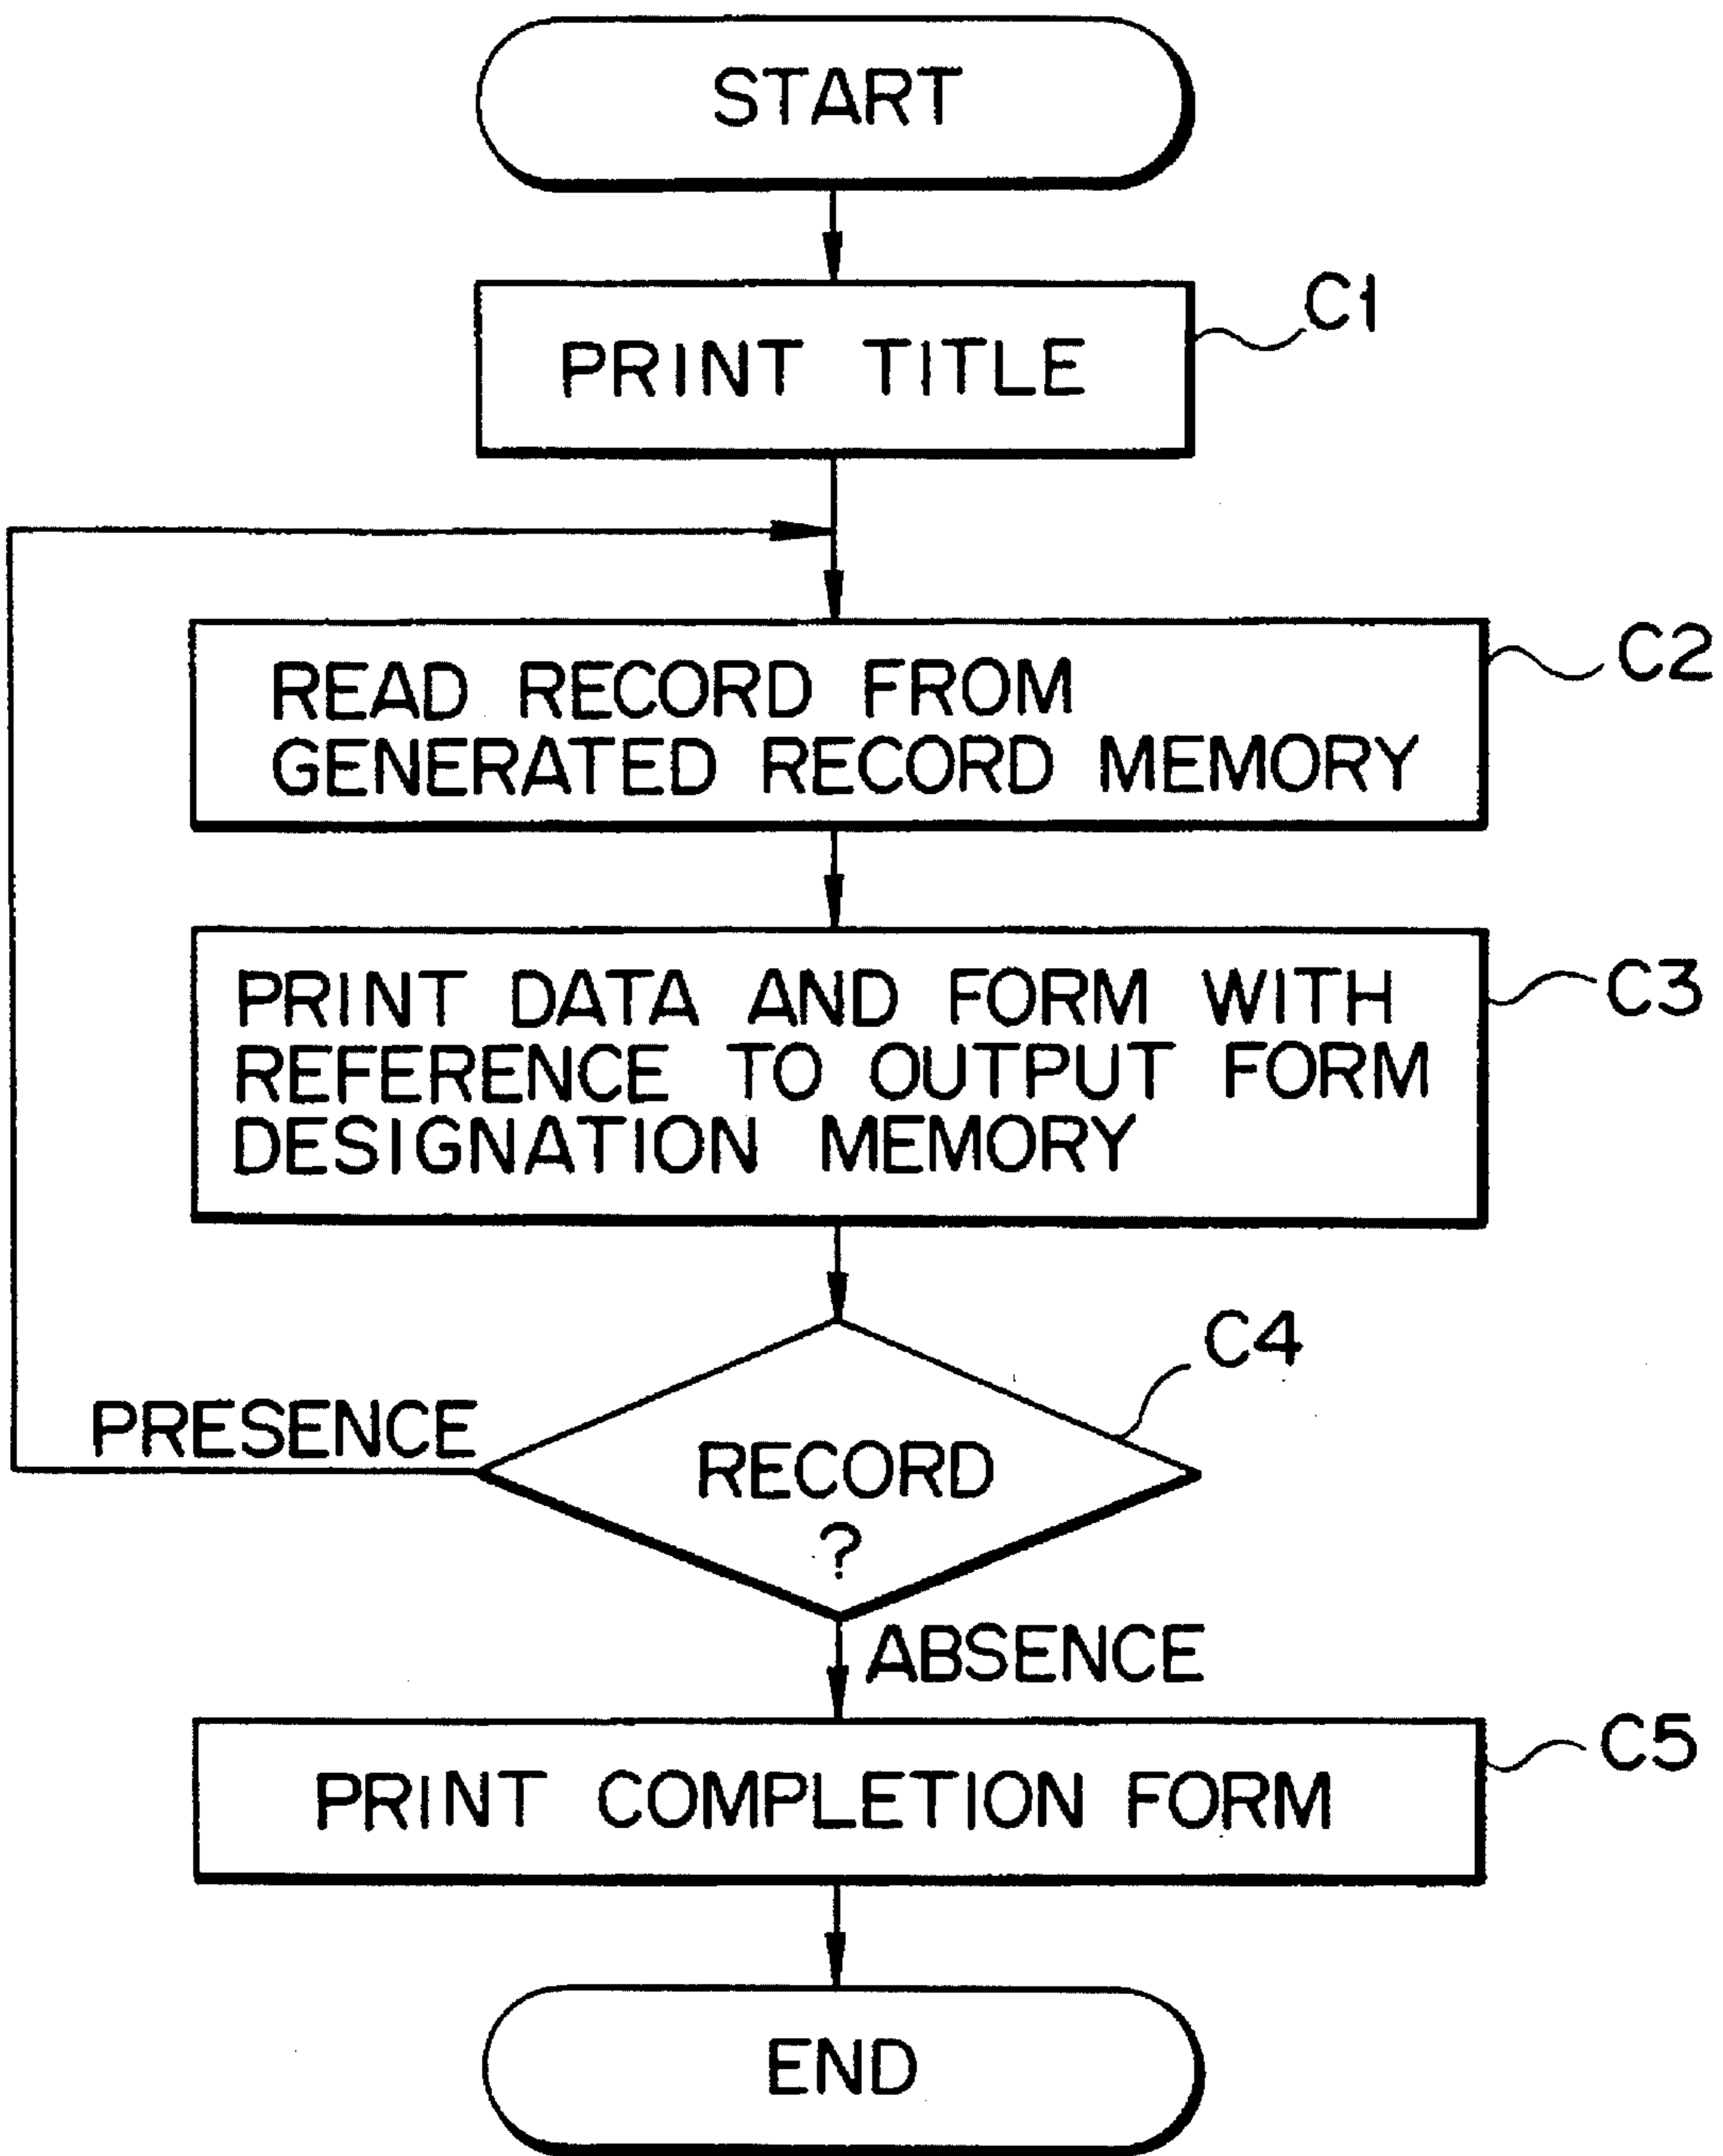 START
C1
PRINT TITLE
C2
READ RECORD FROM
GENERATED RECORD MEMORY
C3
PRINT DATA AND FORM WITH
REFERENCE TO OUTPUT FORM
DESIGNATION MEMORY
C4
PRESENCE
RECORD
?
ABSENCE
C5
PRINT COMPLETION FORM
END